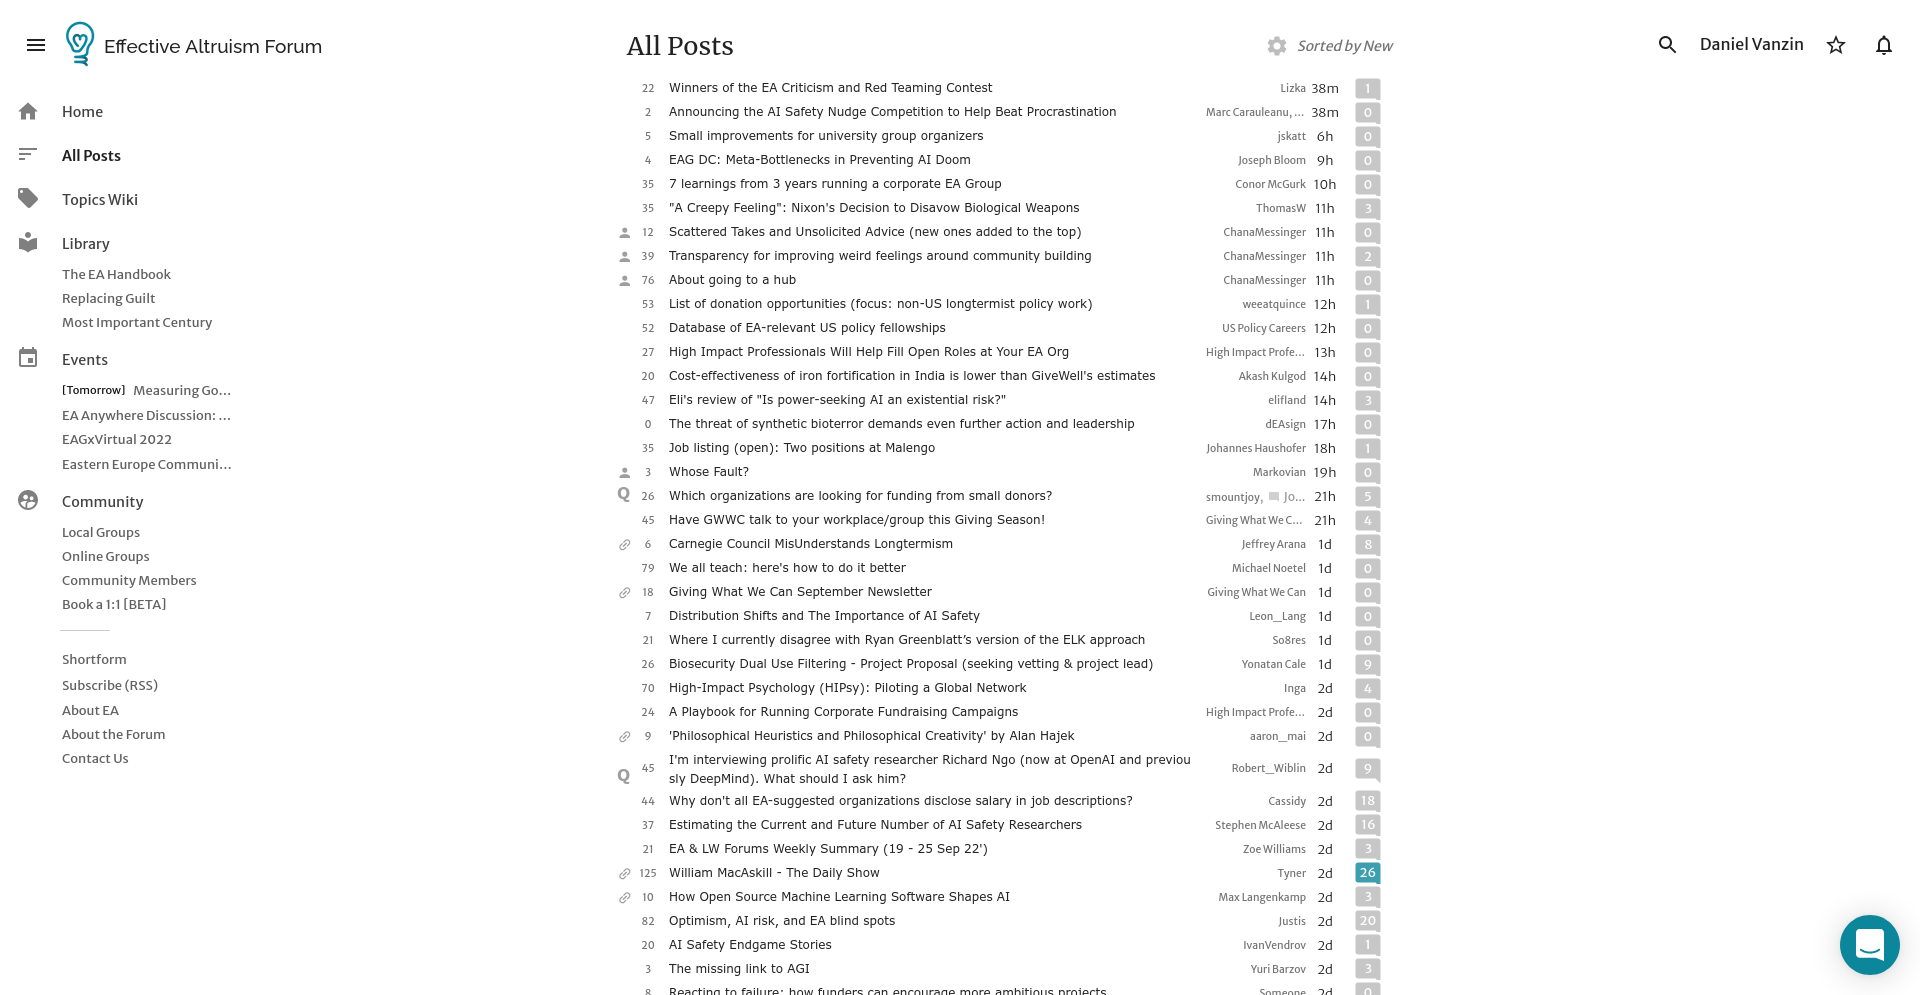 Effective Altruism Forum
All Posts
Sorted by New
Daniel Vanzin
Home
All Posts
Topics Wiki
Library
The EA Handbook
Replacing Guilt
Most Important Century
Events
[Tomorrow] Measuring Go...
EA Anywhere Discussion: ...
EAGxVirtual 2022
Eastern Europe Communi...
Community
Local Groups
Online Groups
Community Members
Book a 1:1 [BETA]
Shortform
Subscribe (RSS)
About EA
About the Forum
Contact Us
22 Winners of the EA Criticism and Red Teaming Contest Lizka 38m 1
2 Announcing the AI Safety Nudge Competition to Help Beat Procrastination Marc Carauleanu, ... 38m 0
5 Small improvements for university group organizers jskatt 6h 0
4 EAG DC: Meta-Bottlenecks in Preventing AI Doom Joseph Bloom 9h 0
35 7 learnings from 3 years running a corporate EA Group Conor McGurk 10h 0
35 "A Creepy Feeling": Nixon's Decision to Disavow Biological Weapons ThomasW 11h 3
12 Scattered Takes and Unsolicited Advice (new ones added to the top) ChanaMessinger 11h 0
39 Transparency for improving weird feelings around community building ChanaMessinger 11h 2
76 About going to a hub ChanaMessinger 11h 0
53 List of donation opportunities (focus: non-US longtermist policy work) weeatquince 12h 1
52 Database of EA-relevant US policy fellowships US Policy Careers 12h 0
27 High Impact Professionals Will Help Fill Open Roles at Your EA Org High Impact Profe... 13h 0
20 Cost-effectiveness of iron fortification in India is lower than GiveWell's estimates Akash Kulgod 14h 0
47 Eli's review of "Is power-seeking AI an existential risk?" elifland 14h 3
0 The threat of synthetic bioterror demands even further action and leadership dEAsign 17h 0
35 Job listing (open): Two positions at Malengo Johannes Haushofer 18h 1
3 Whose Fault? Markovian 19h 0
Q 26 Which organizations are looking for funding from small donors? smountjoy, Jo... 21h 5
45 Have GWWC talk to your workplace/group this Giving Season! Giving What We C... 21h 4
6 Carnegie Council MisUnderstands Longtermism Jeffrey Arana 1d 8
79 We all teach: here's how to do it better Michael Noetel 1d 0
18 Giving What We Can September Newsletter Giving What We Can 1d 0
7 Distribution Shifts and The Importance of AI Safety Leon_Lang 1d 0
21 Where I currently disagree with Ryan Greenblatt’s version of the ELK approach So8res 1d 0
26 Biosecurity Dual Use Filtering - Project Proposal (seeking vetting & project lead) Yonatan Cale 1d 9
70 High-Impact Psychology (HIPsy): Piloting a Global Network Inga 2d 4
24 A Playbook for Running Corporate Fundraising Campaigns High Impact Profe... 2d 0
9 'Philosophical Heuristics and Philosophical Creativity' by Alan Hajek aaron_mai 2d 0
Q 45 I'm interviewing prolific AI safety researcher Richard Ngo (now at OpenAI and previou
sly DeepMind). What should I ask him? Robert_Wiblin 2d 9
44 Why don't all EA-suggested organizations disclose salary in job descriptions? Cassidy 2d 18
37 Estimating the Current and Future Number of AI Safety Researchers Stephen McAleese 2d 16
21 EA & LW Forums Weekly Summary (19 - 25 Sep 22') Zoe Williams 2d 3
125 William MacAskill - The Daily Show Tyner 2d 26
10 How Open Source Machine Learning Software Shapes AI Max Langenkamp 2d 3
82 Optimism, AI risk, and EA blind spots Justis 2d 20
20 AI Safety Endgame Stories IvanVendrov 2d 1
3 The missing link to AGI Yuri Barzov 2d 3
8 Reacting to failure: how funders can encourage more ambitious projects Someone 2d 0